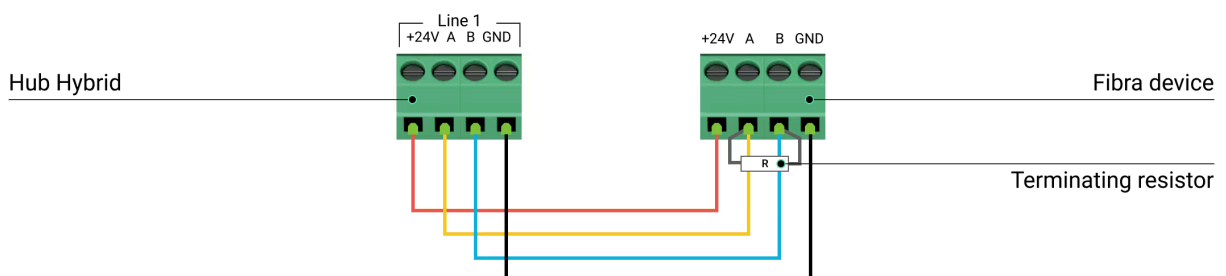 Line 1
+24V A B GND
+24V A B GND
Hub Hybrid
Fibra device
R
Terminating resistor